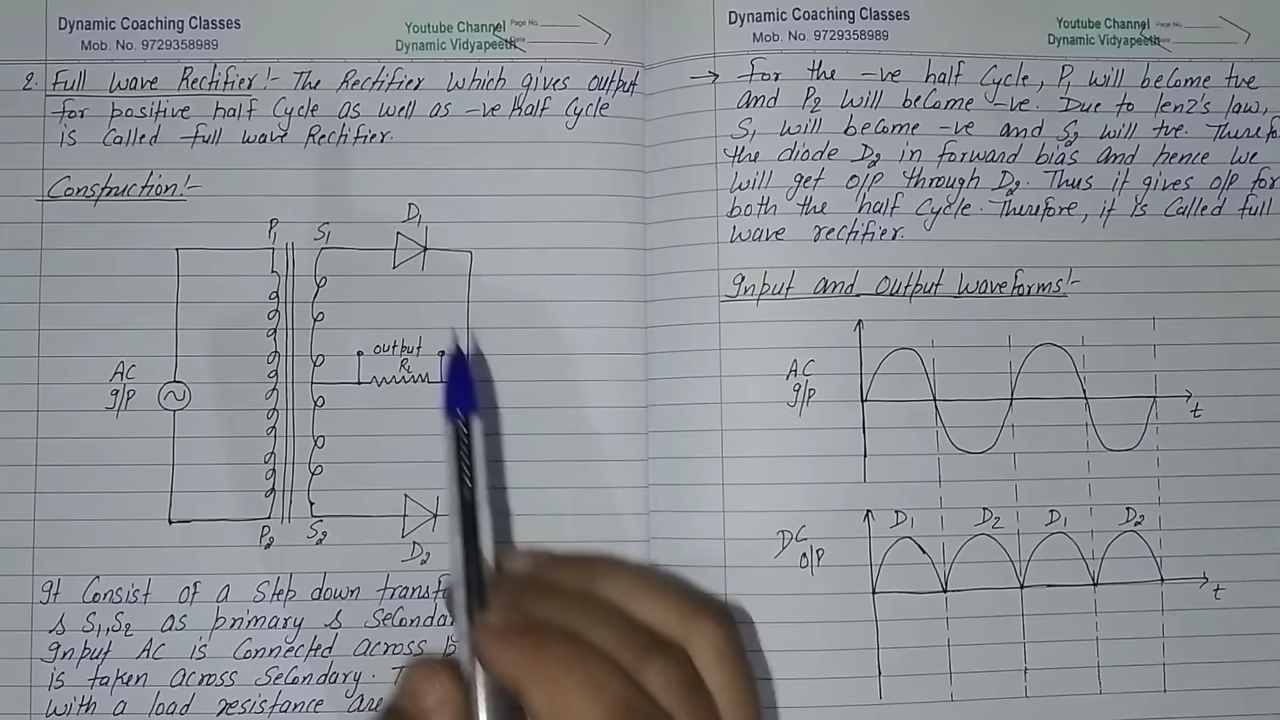 Dynamic Coaching Classes
Mob. No. 9729358989
Youtube Channel
Dynamic Vidyapeeth
Page No.
Date
2. Full wave Rectifier!- The Rectifier which gives output
for positive half Cycle as well as -ve Half Cycle
is Called full wave Rectifier.
Construction!-
P1
S1
D1
output
RL
AC
I/P
P2
S2
D2
It Consist of a Step down
& S1,S2 as primary &
Input AC is Connected across
is taken across Secondary.
with a load resistance are
Dynamic Coaching Classes
Mob. No. 9729358989
Youtube Channel
Dynamic Vidyapeeth
Page No.
→ For the -ve half Cycle, P1 will become +ve
and P2 will become -ve. Due to lenz's law,
S1 will become -ve and S2 will +ve.
the diode D2 in forward bias and hence we
will get O/P through D2. Thus it gives O/P for
both the half Cycle. Therefore, it is Called full
wave rectifier.
Input and Output Waveforms!-
AC
I/P
t
DC
O/P
D1 D2 D1 D2
t